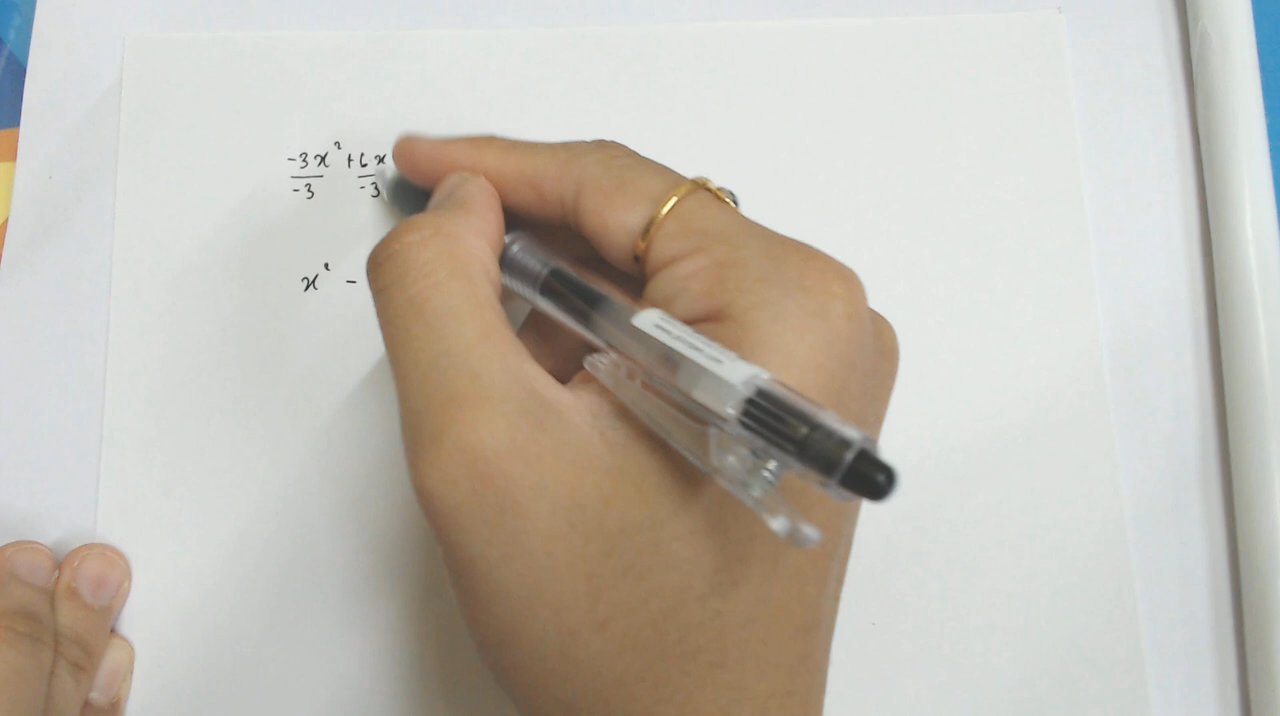 -3x² + 6x
-3 -3
x² -